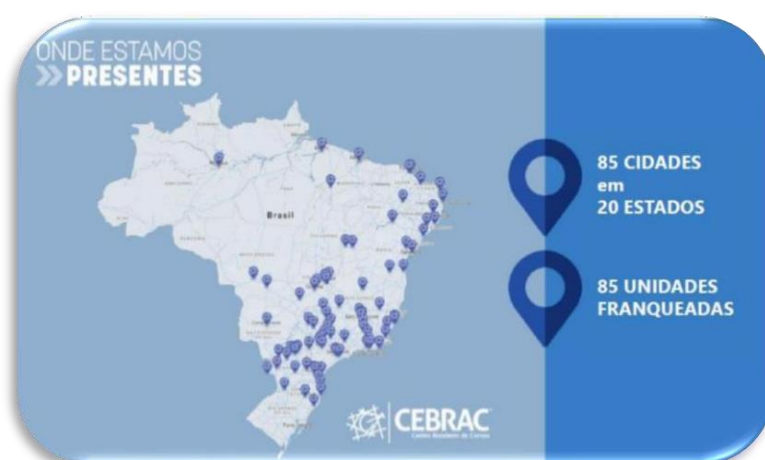 ONDE ESTAMOS
>> PRESENTES
Brasil
85 CIDADES
em
20 ESTADOS
85 UNIDADES
FRANQUEADAS
CEBRAC